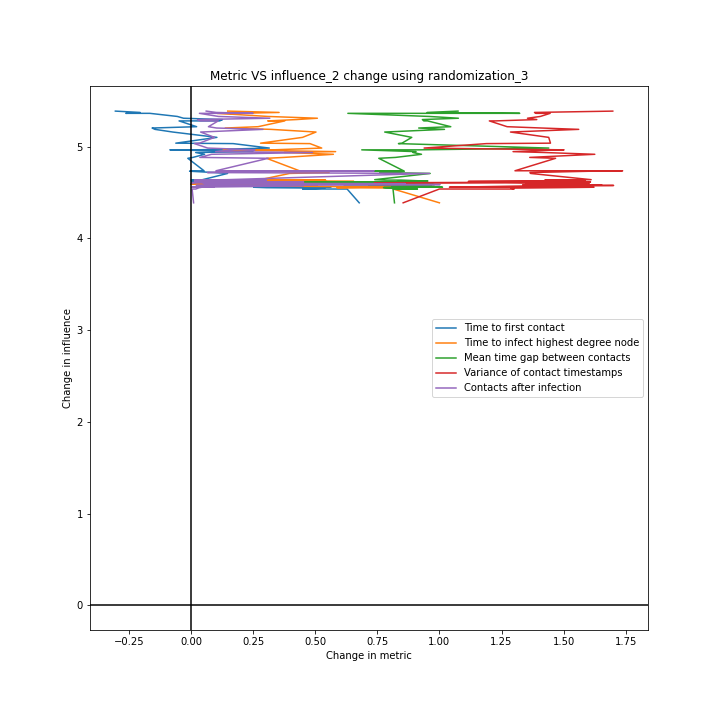 Metric VS influence_2 change using randomization_3
Change in influence
5
4
3
2
1
0
Time to first contact
Time to infect highest degree node
Mean time gap between contacts
Variance of contact timestamps
Contacts after infection
−0.25
0.00
0.25
0.50
0.75
1.00
1.25
1.50
1.75
Change in metric